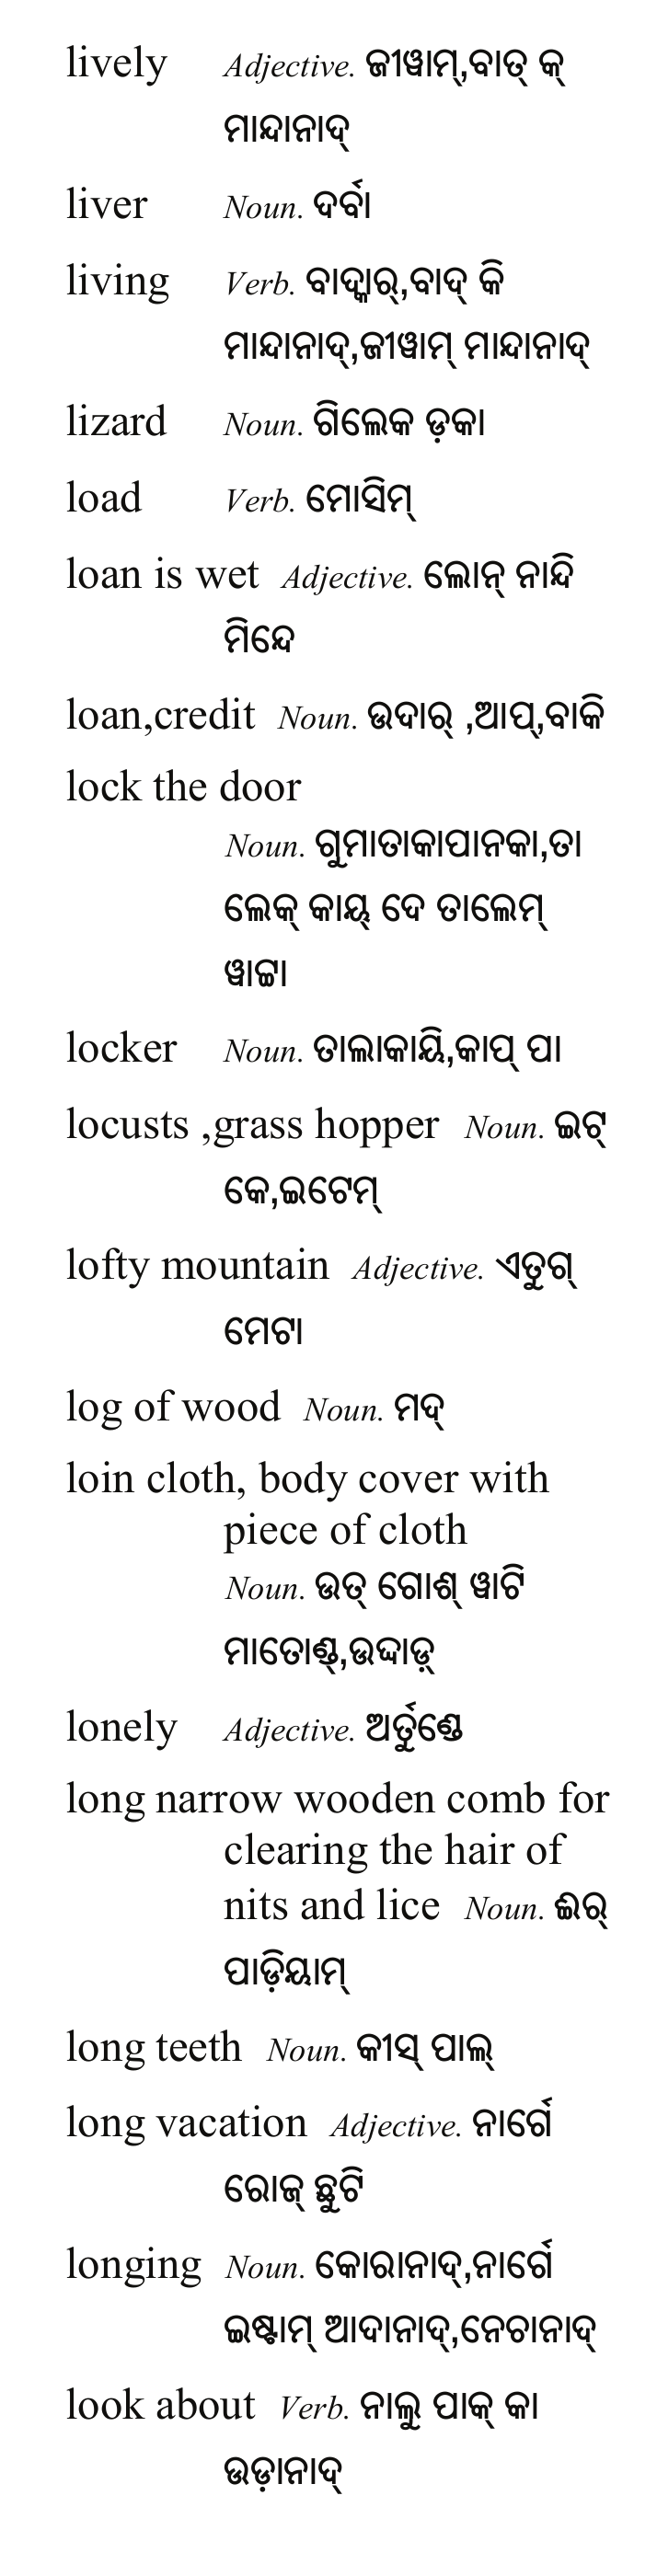 lively Adjective. ଜୀୱାମ୍,ବାତ୍ କ୍
ମାନ୍ଦାନାଦ୍
liver Noun. ଦର୍ବା
living Verb. ବାଦ୍କାର୍,ବାଦ୍ କି
ମାନ୍ଦାନାଦ୍,ଜୀୱାମ୍ ମାନ୍ଦାନାଦ୍
lizard Noun. ଗିଲେକ ଡ଼କା
load Verb. ମୋସିମ୍
loan is wet Adjective. ଲୋନ୍ ନାନ୍ଦି
ମିନ୍ଦେ
loan,credit Noun. ଉଦାର୍ ,ଆପ୍,ବାକି
lock the door
Noun. ଗୁମାତାକାପାନକା,ତା
ଲେକ୍ କାୟ୍ ଦେ ତାଲେମ୍
ୱାଟ୍ଟା
locker Noun. ତାଲାକାୟି,କାପ୍ ପା
locusts ,grass hopper Noun. ଇଟ୍
କେ,ଇଟେମ୍
lofty mountain Adjective. ଏତୁଗ୍
ମେଟା
log of wood Noun. ମଦ୍
loin cloth, body cover with
piece of cloth
Noun. ଉତ୍ ଗୋଶ୍ ୱାଟି
ମାତୋଣ୍ଡ୍,ଉଦ୍ଦାଡ଼୍
lonely Adjective. ଅର୍ତୁଣ୍ଡେ
long narrow wooden comb for
clearing the hair of
nits and lice Noun. ଈର୍
ପାଡ଼ିୟାମ୍
long teeth Noun. କୀସ୍ ପାଲ୍
long vacation Adjective. ନାର୍ଗେ
ରୋଜ୍ ଛୁଟି
longing Noun. କୋରାନାଦ୍,ନାର୍ଗେ
ଇଷ୍ଟାମ୍ ଆଦାନାଦ୍,ନେଚାନାଦ୍
look about Verb. ନାଲୁ ପାକ୍ କା
ଉଡ଼ାନାଦ୍